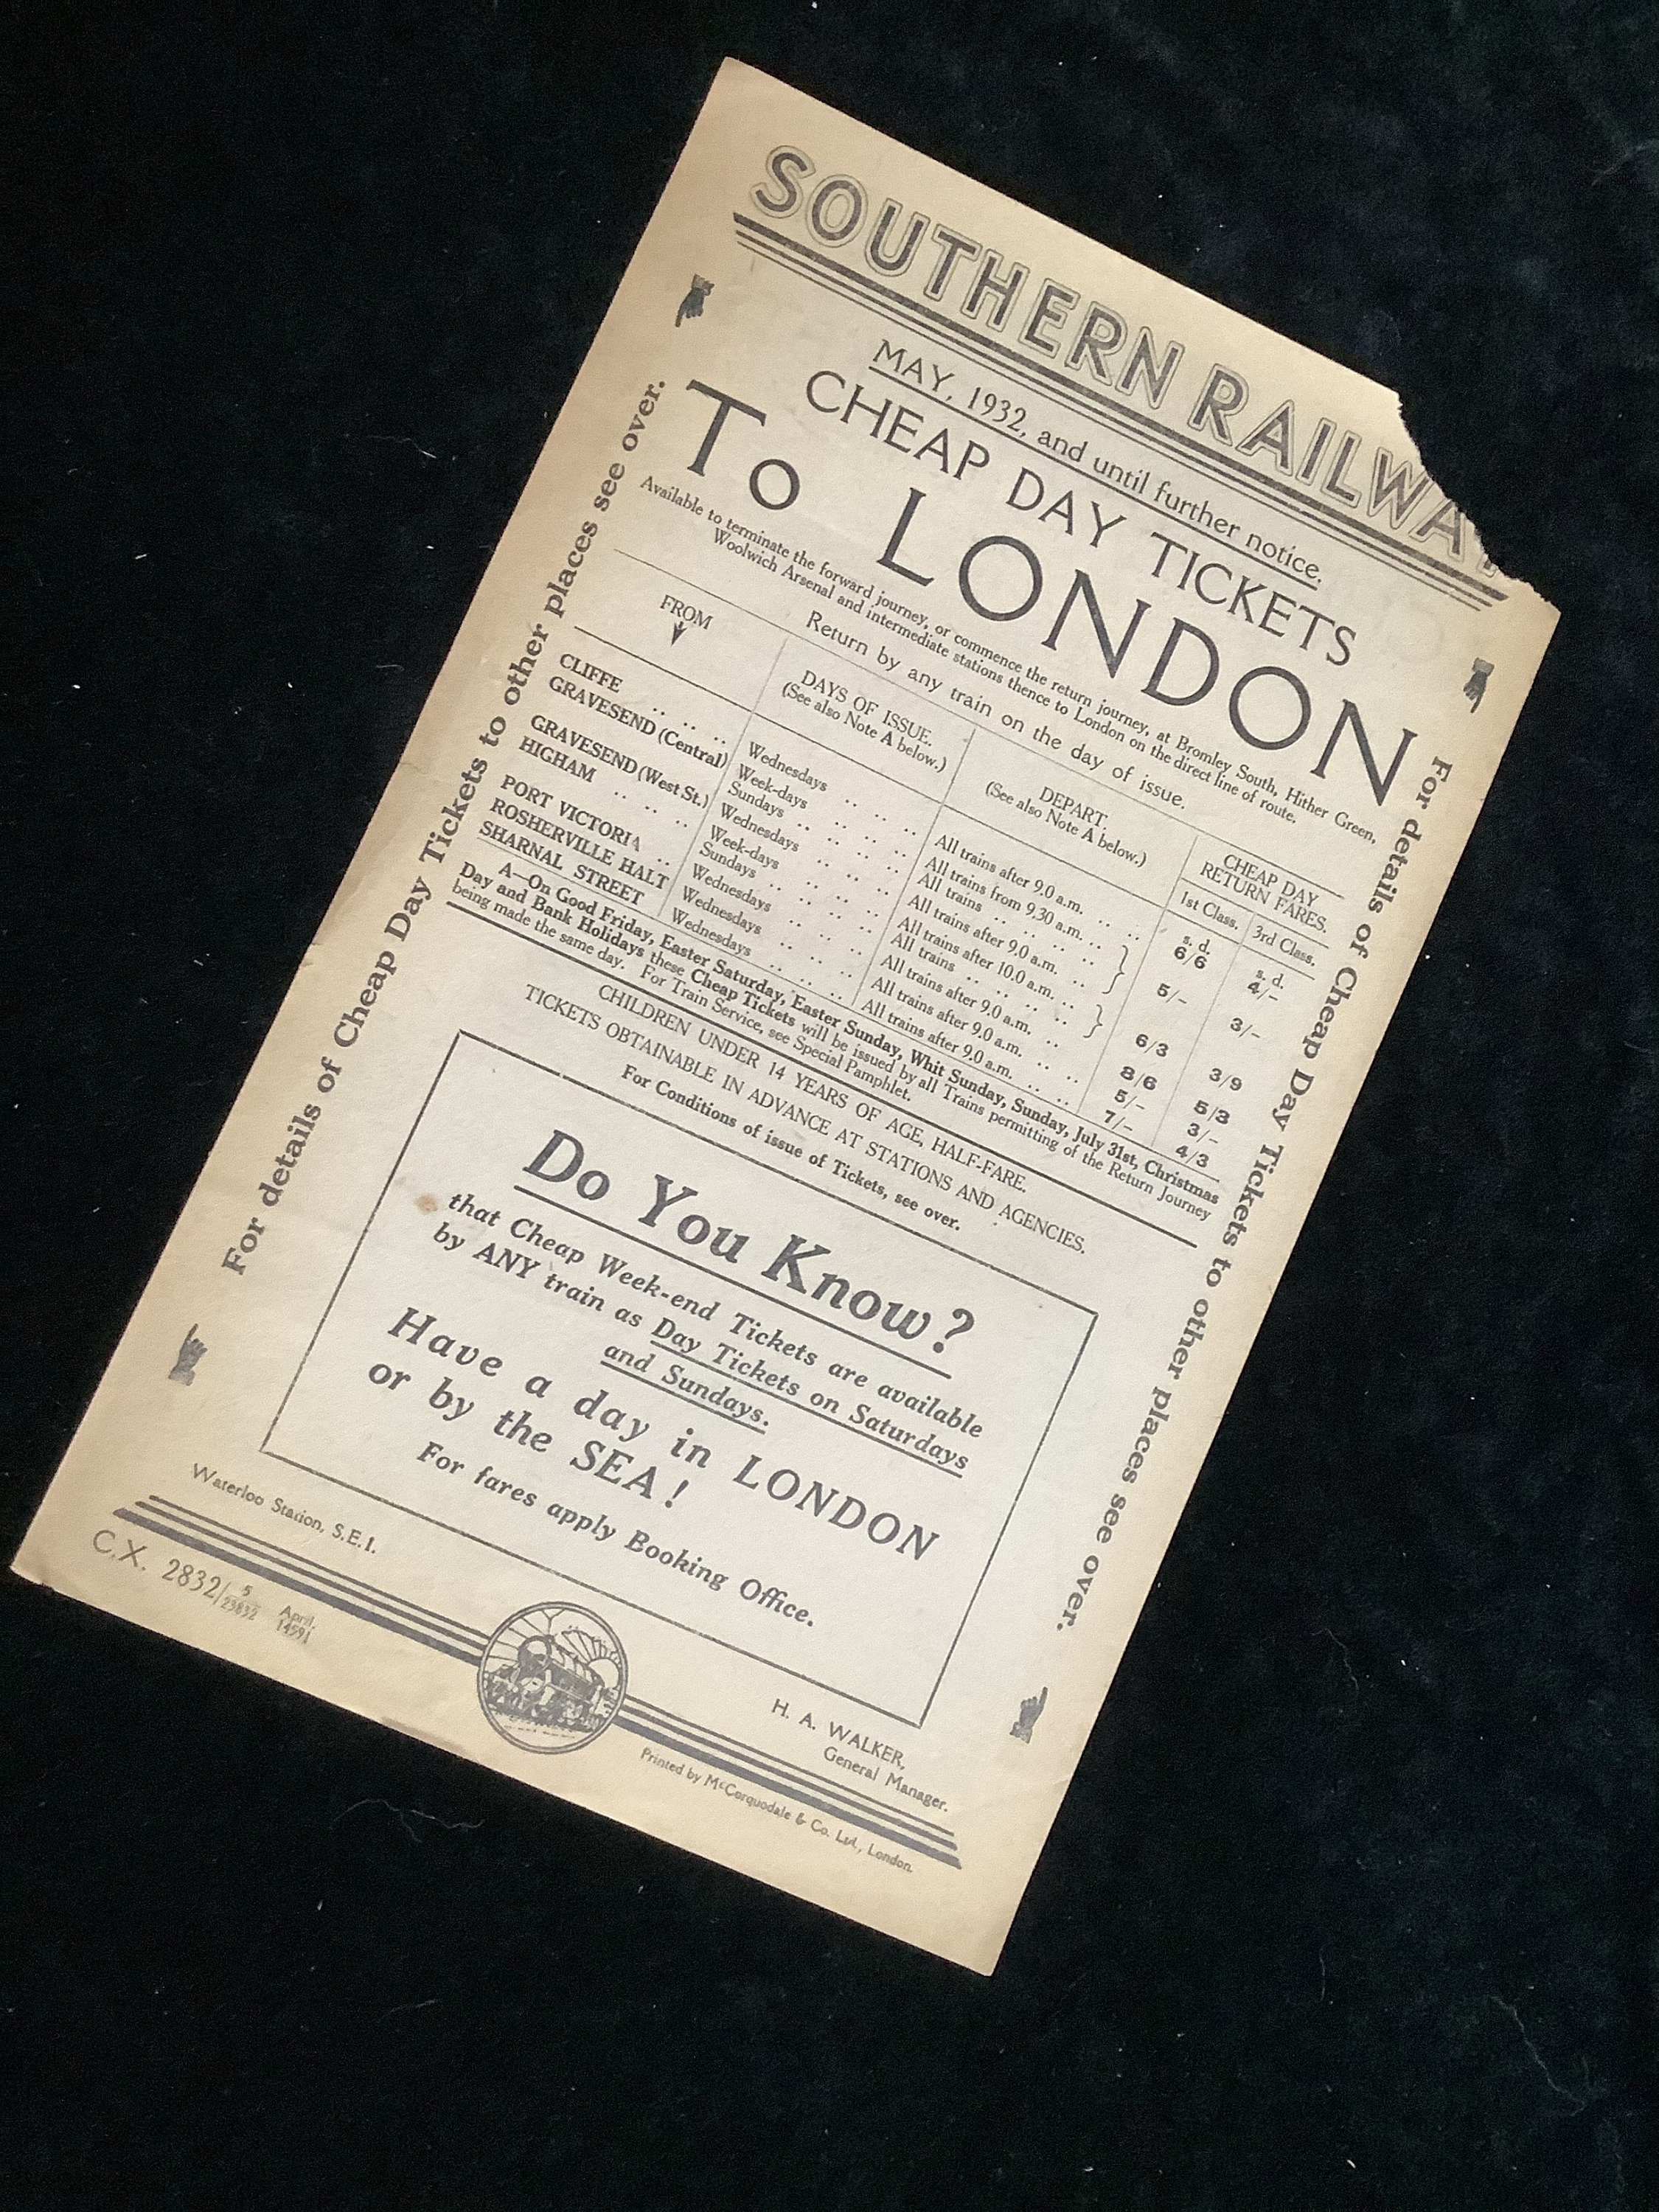 SOUTHERN RAILWAY
MAY, 1932, and until further notice.
CHEAP DAY TICKETS
To LONDON
Available to terminate the forward journey, or commence the return journey, at Bromley South, Hither Green,
Woolwich Arsenal and intermediate stations thence to London on the direct line of route.
Return by any train on the day of issue.
FROM DAYS OF ISSUE. (See also Note A below.) DEPART. (See also Note A below.) CHEAP DAY RETURN FARES.
1st Class. 3rd Class.
s. d. s. d.
CLIFFE .. .. .. Wednesdays .. .. .. All trains after 9.0 a.m. .. .. 6/6 4/-
GRAVESEND (Central) Week-days .. .. .. All trains from 9.30 a.m. ..
Sundays .. .. .. All trains .. .. .. 5/- 3/-
GRAVESEND (West St.) Wednesdays .. .. .. All trains after 9.0 a.m. ..
HIGHAM .. .. .. Week-days .. .. .. All trains after 10.0 a.m. ..
Sundays .. .. .. All trains .. .. .. 6/3 3/9
PORT VICTORIA .. Wednesdays .. .. .. All trains after 9.0 a.m. .. .. 8/6 5/3
ROSHERVILLE HALT Wednesdays .. .. .. All trains after 9.0 a.m. .. .. 5/- 3/-
SHARNAL STREET Wednesdays .. .. .. All trains after 9.0 a.m. .. .. 7/- 4/3
A—On Good Friday, Easter Saturday, Easter Sunday, Whit Sunday, Sunday, July 31st, Christmas
Day and Bank Holidays these Cheap Tickets will be issued by all Trains permitting of the Return Journey
being made the same day. For Train Service, see Special Pamphlet.
CHILDREN UNDER 14 YEARS OF AGE, HALF-FARE.
TICKETS OBTAINABLE IN ADVANCE AT STATIONS AND AGENCIES.
For Conditions of issue of Tickets, see over.
Do You Know?
that Cheap Week-end Tickets are available
by ANY train as Day Tickets on Saturdays
and Sundays.
Have a day in LONDON
or by the SEA!
For fares apply Booking Office.
Waterloo Station, S.E.1.
H. A. WALKER,
General Manager.
C.X. 2832/ 5 23832 April. 14591
Printed by McCorquodale & Co. Ltd., London.
For details of Cheap Day Tickets to other places see over.
For details of Cheap Day Tickets to other places see over.